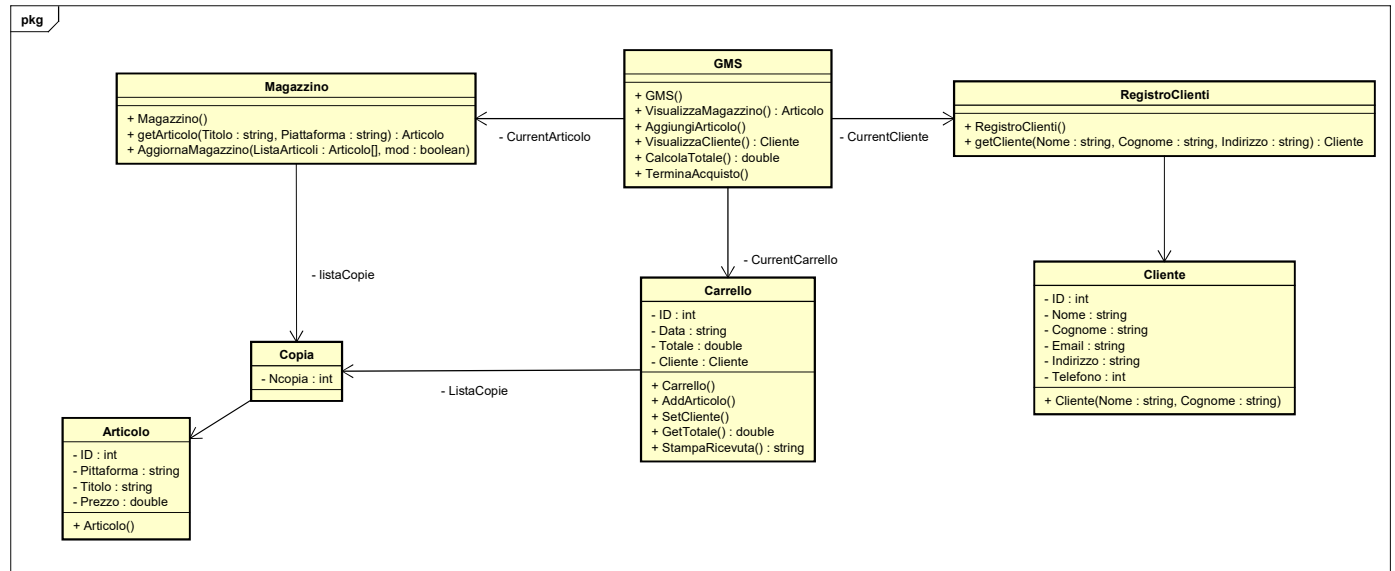 pkg
Magazzino
+ Magazzino()
+ getArticolo(Titolo : string, Piattaforma : string) : Articolo
+ AggiornaMagazzino(ListaArticoli : Articolo[], mod : boolean)
- CurrentArticolo
GMS
+ GMS()
+ VisualizzaMagazzino() : Articolo
+ AggiungiArticolo()
+ VisualizzaCliente() : Cliente
+ CalcolaTotale() : double
+ TerminaAcquisto()
- CurrentCliente
RegistroClienti
+ RegistroClienti()
+ getCliente(Nome : string, Cognome : string, Indirizzo : string) : Cliente
- listaCopie
- CurrentCarrello
Carrello
- ID : int
- Data : string
- Totale : double
- Cliente : Cliente
+ Carrello()
+ AddArticolo()
+ SetCliente()
+ GetTotale() : double
+ StampaRicevuta() : string
Cliente
- ID : int
- Nome : string
- Cognome : string
- Email : string
- Indirizzo : string
- Telefono : int
+ Cliente(Nome : string, Cognome : string)
Copia
- Ncopia : int
- ListaCopie
Articolo
- ID : int
- Pittaforma : string
- Titolo : string
- Prezzo : double
+ Articolo()